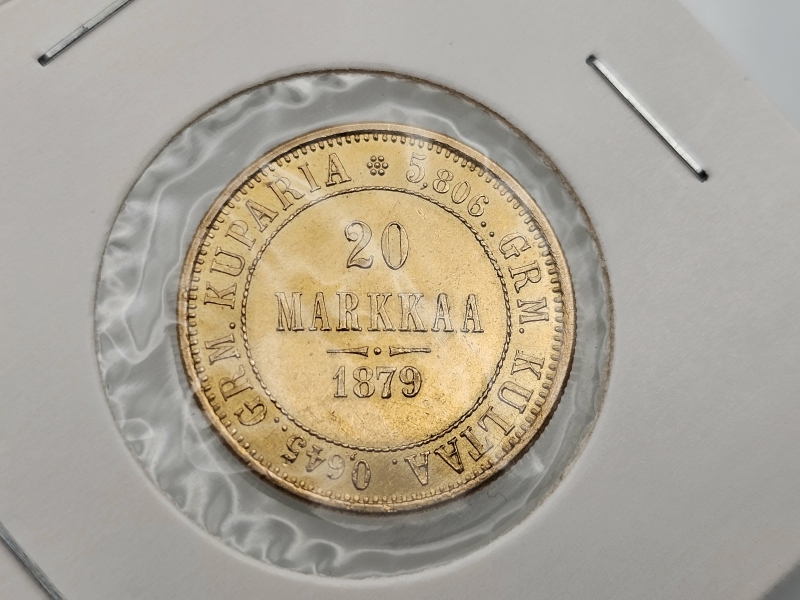 5,806.. GRM. KULTAA. 0,645.. GRM. KUPARIA
20
MARKKAA
1879